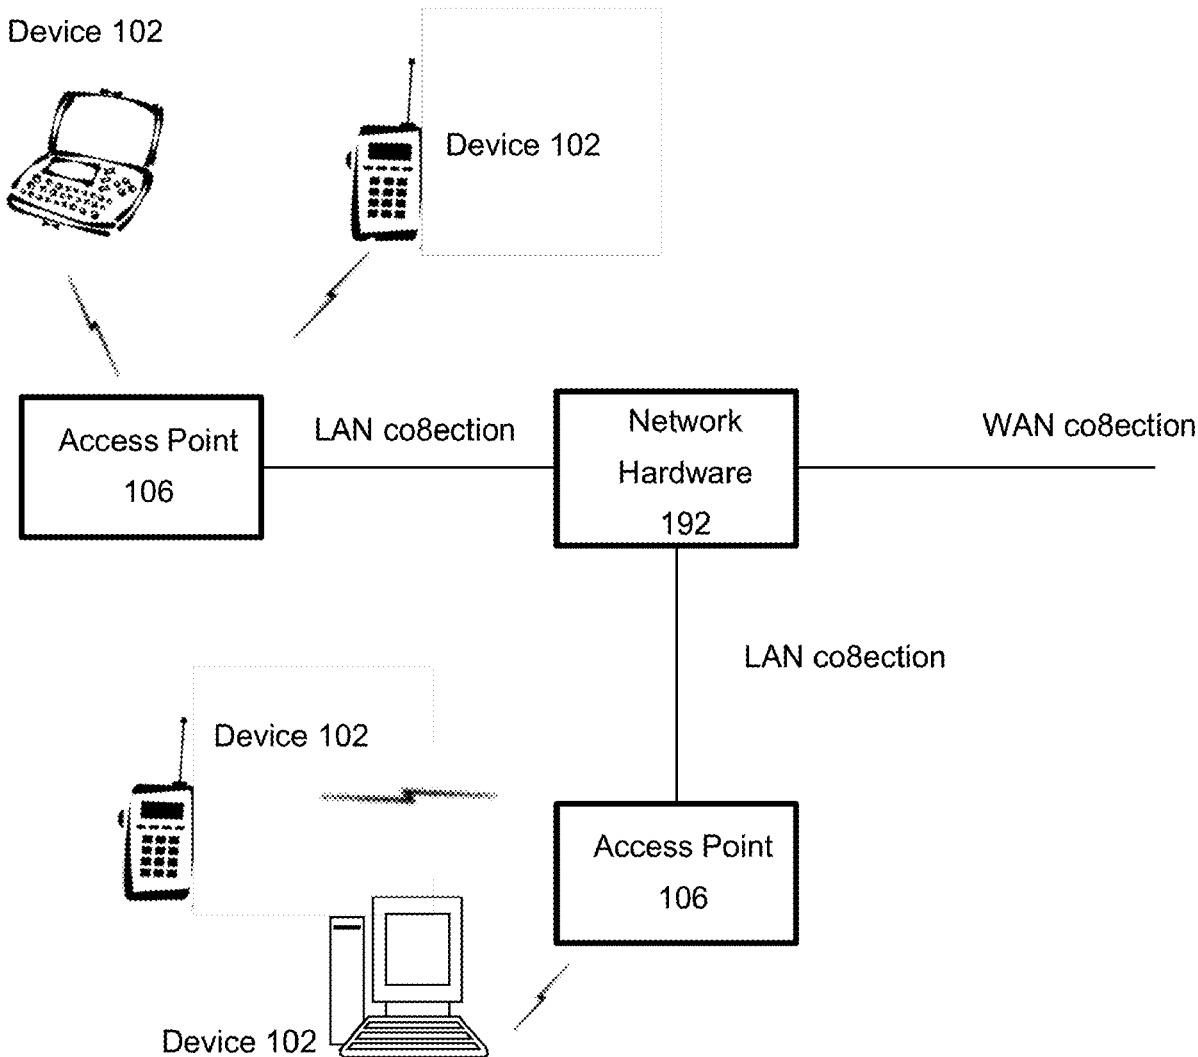 Device 102
Device 102
Access Point
106
LAN co8ection
Network
Hardware
192
WAN co8ection
LAN co8ection
Device 102
Access Point
106
Device 102